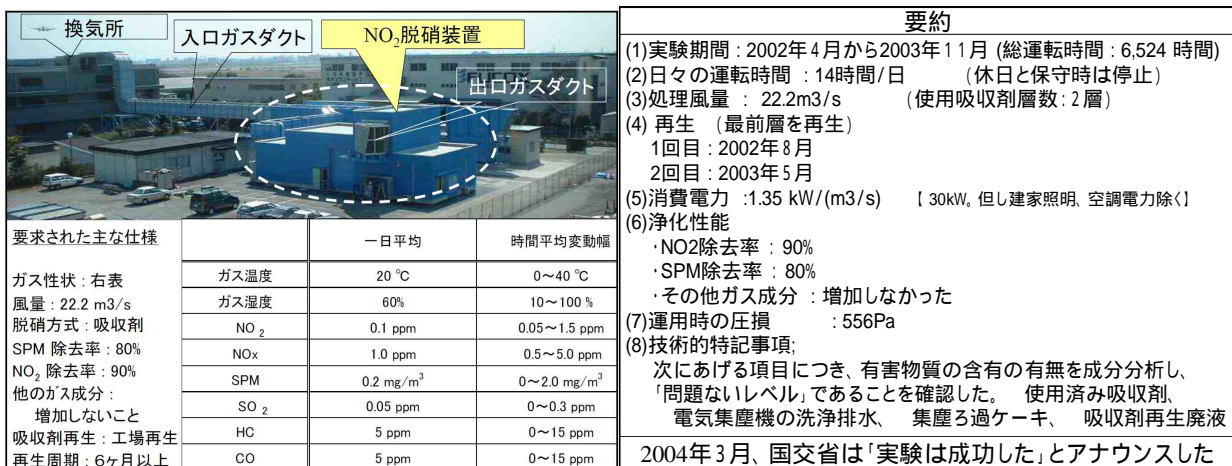 換気所
入口ガスダクト
NO2脱硝装置
出口ガスダクト
要求された主な仕様
ガス性状:右表
風量:22.2 m3/s
脱硝方式:吸収剤
SPM 除去率:80%
NO2 除去率:90%
他のガス成分:
増加しないこと
吸収剤再生:工場再生
再生周期:6ヶ月以上
一日平均 時間平均変動幅
ガス温度 20 ℃ 0～40 ℃
ガス湿度 60% 10～100 %
NO 2 0.1 ppm 0.05～1.5 ppm
NOx 1.0 ppm 0.5～5.0 ppm
SPM 0.2 mg/m3 0～2.0 mg/m3
SO 2 0.05 ppm 0～0.3 ppm
HC 5 ppm 0～15 ppm
CO 5 ppm 0～15 ppm
要約
(1)実験期間:2002年4月から2003年11月 (総運転時間:6,524 時間)
(2)日々の運転時間 :14時間/日 (休日と保守時は停止)
(3)処理風量 : 22.2m3/s (使用吸収剤層数:2層)
(4) 再生 (最前層を再生)
1回目:2002年8月
2回目:2003年5月
(5)消費電力 :1.35 kW/(m3/s) 【 30kW。但し建家照明、空調電力除く】
(6)浄化性能
・NO2除去率 : 90%
・SPM除去率 : 80%
・その他ガス成分 : 増加しなかった
(7)運用時の圧損 : 556Pa
(8)技術的特記事項;
次にあげる項目につき、有害物質の含有の有無を成分分析し、
「問題ないレベル」であることを確認した。 使用済み吸収剤、
電気集塵機の洗浄排水、 集塵ろ過ケーキ、 吸収剤再生廃液
2004年3月、国交省は「実験は成功した」とアナウンスした